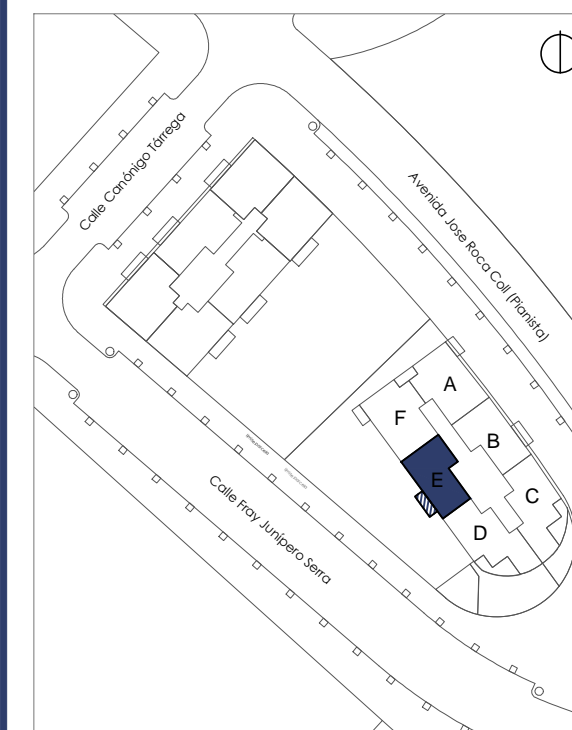 Calle Canónigo Tárrega
Avenida Jose Roca Coll (Pianista)
A
F
B
E
C
D
Calle Fray Junípero Serra